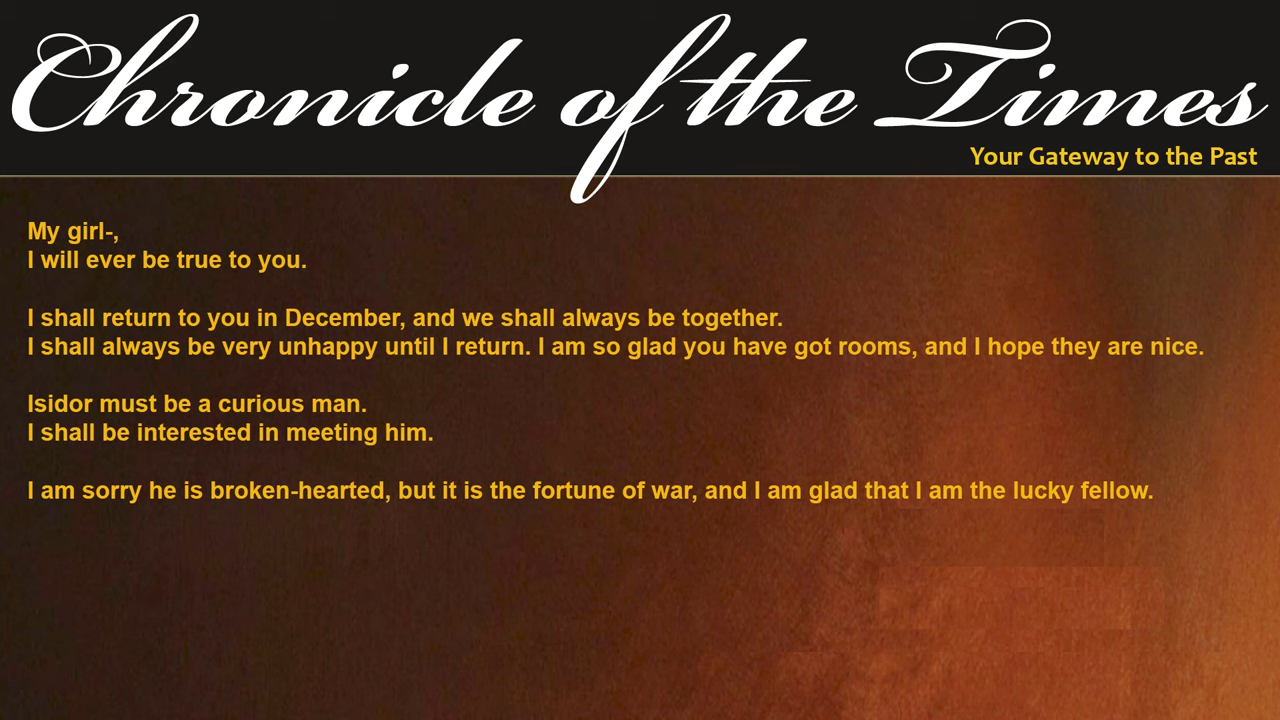 Chronicle of the Times
Your Gateway to the Past
My girl-,
I will ever be true to you.
I shall return to you in December, and we shall always be together.
I shall always be very unhappy until I return. I am so glad you have got rooms, and I hope they are nice.
Isidor must be a curious man.
I shall be interested in meeting him.
I am sorry he is broken-hearted, but it is the fortune of war, and I am glad that I am the lucky fellow.